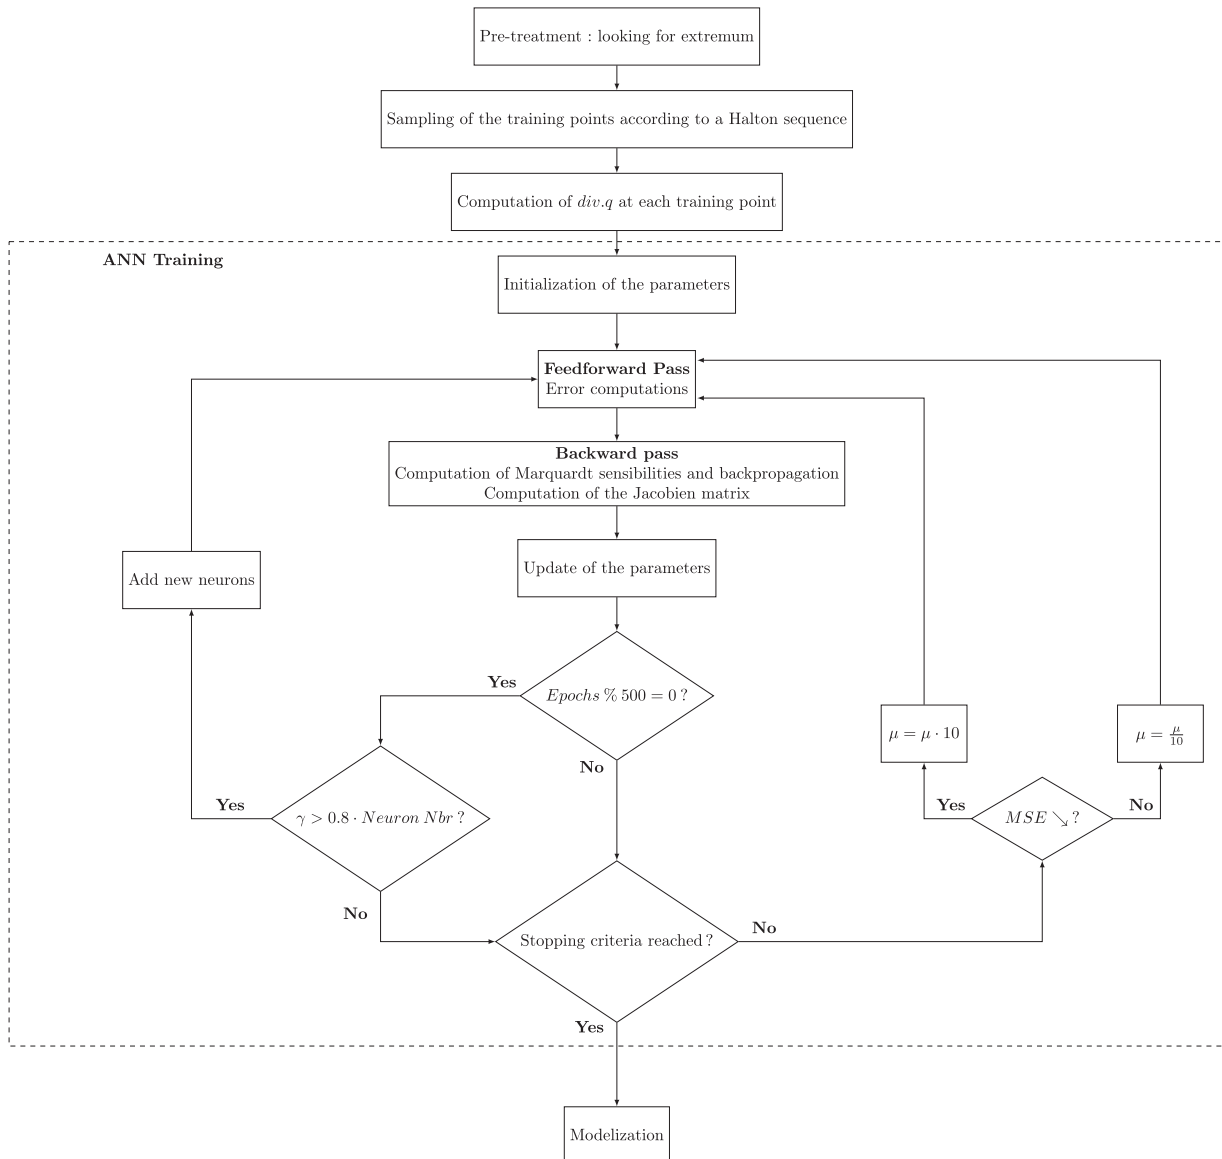 Pre-treatment : looking for extremum
Sampling of the training points according to a Halton sequence
Computation of div.q at each training point
ANN Training
Initialization of the parameters
Feedforward Pass
Error computations
Backward pass
Computation of Marquardt sensibilities and backpropagation
Computation of the Jacobien matrix
Add new neurons
Update of the parameters
Yes
Epochs % 500 = 0 ?
No
μ = μ · 10
μ = μ/10
Yes
γ > 0.8 · Neuron Nbr ?
Yes
MSE ↘ ?
No
No
Stopping criteria reached ?
No
Yes
Modelization